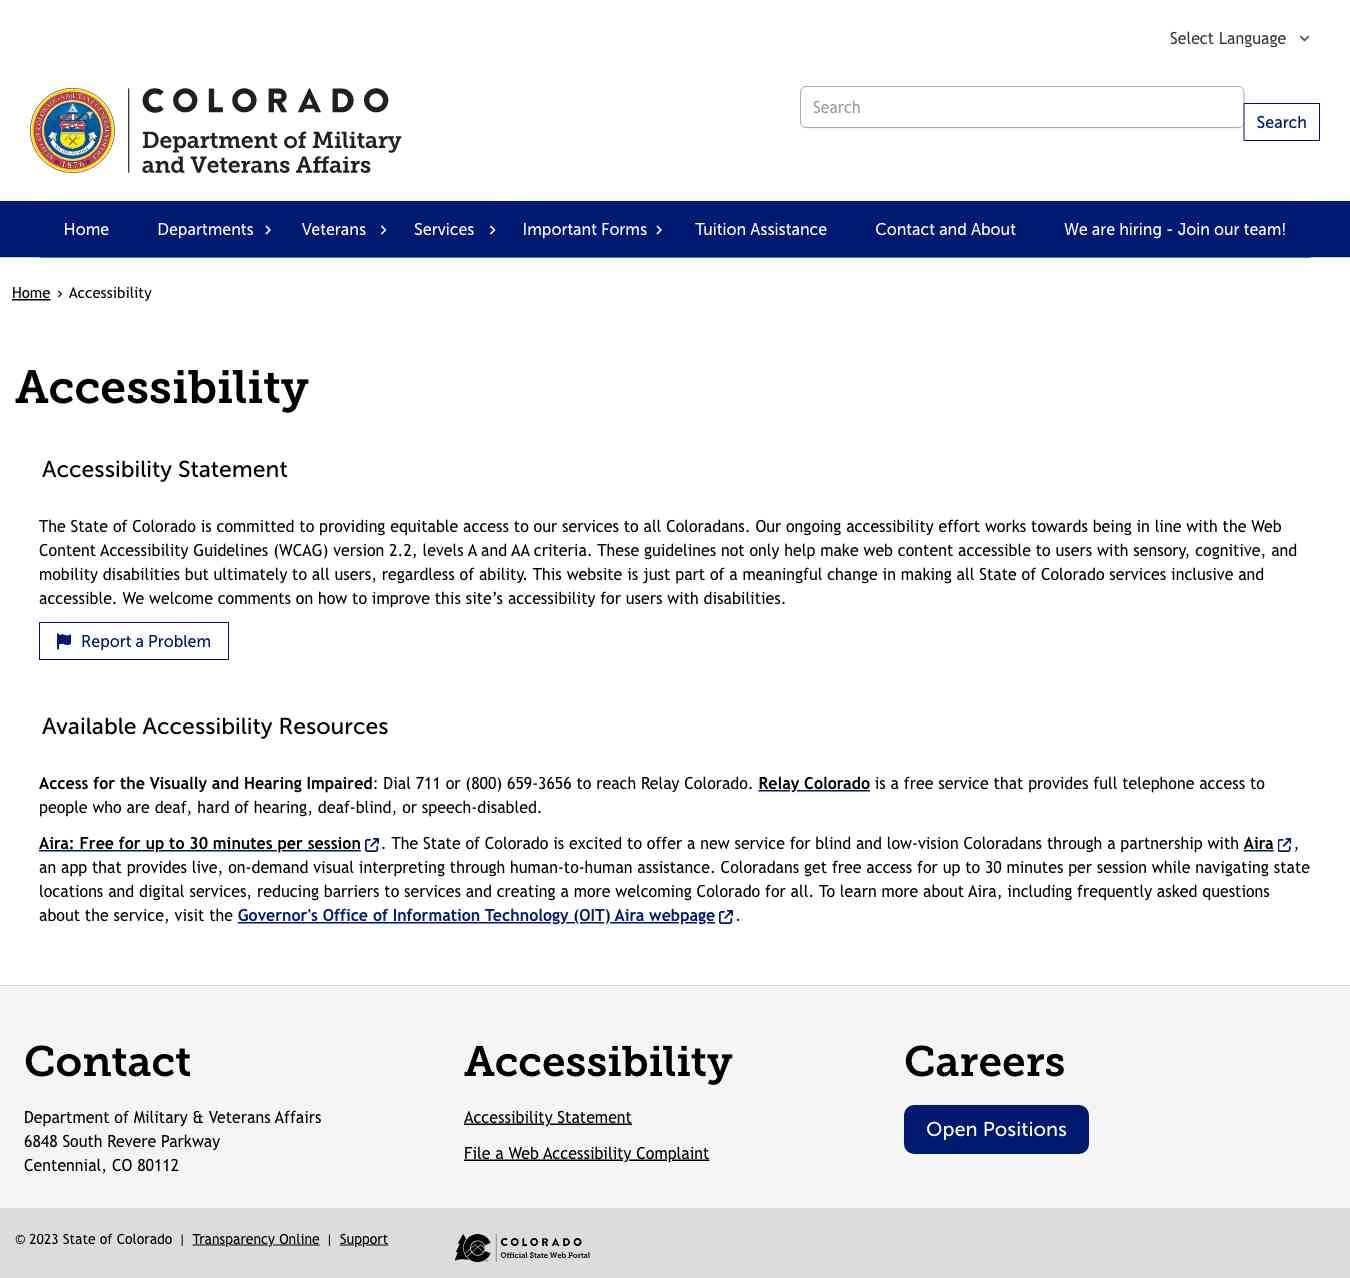 Select Language
COLORADO
Department of Military
and Veterans Affairs
1876
Search
Search
Home
Departments
Veterans
Services
Important Forms
Tuition Assistance
Contact and About
We are hiring - Join our team!
Home › Accessibility
Accessibility
Accessibility Statement
The State of Colorado is committed to providing equitable access to our services to all Coloradans. Our ongoing accessibility effort works towards being in line with the Web
Content Accessibility Guidelines (WCAG) version 2.2, levels A and AA criteria. These guidelines not only help make web content accessible to users with sensory, cognitive, and
mobility disabilities but ultimately to all users, regardless of ability. This website is just part of a meaningful change in making all State of Colorado services inclusive and
accessible. We welcome comments on how to improve this site’s accessibility for users with disabilities.
Report a Problem
Available Accessibility Resources
Access for the Visually and Hearing Impaired: Dial 711 or (800) 659-3656 to reach Relay Colorado. Relay Colorado is a free service that provides full telephone access to
people who are deaf, hard of hearing, deaf-blind, or speech-disabled.
Aira: Free for up to 30 minutes per session. The State of Colorado is excited to offer a new service for blind and low-vision Coloradans through a partnership with Aira,
an app that provides live, on-demand visual interpreting through human-to-human assistance. Coloradans get free access for up to 30 minutes per session while navigating state
locations and digital services, reducing barriers to services and creating a more welcoming Colorado for all. To learn more about Aira, including frequently asked questions
about the service, visit the Governor's Office of Information Technology (OIT) Aira webpage.
Contact
Department of Military & Veterans Affairs
6848 South Revere Parkway
Centennial, CO 80112
Accessibility
Accessibility Statement
File a Web Accessibility Complaint
Careers
Open Positions
© 2023 State of Colorado | Transparency Online | Support
COLORADO
Official State Web Portal